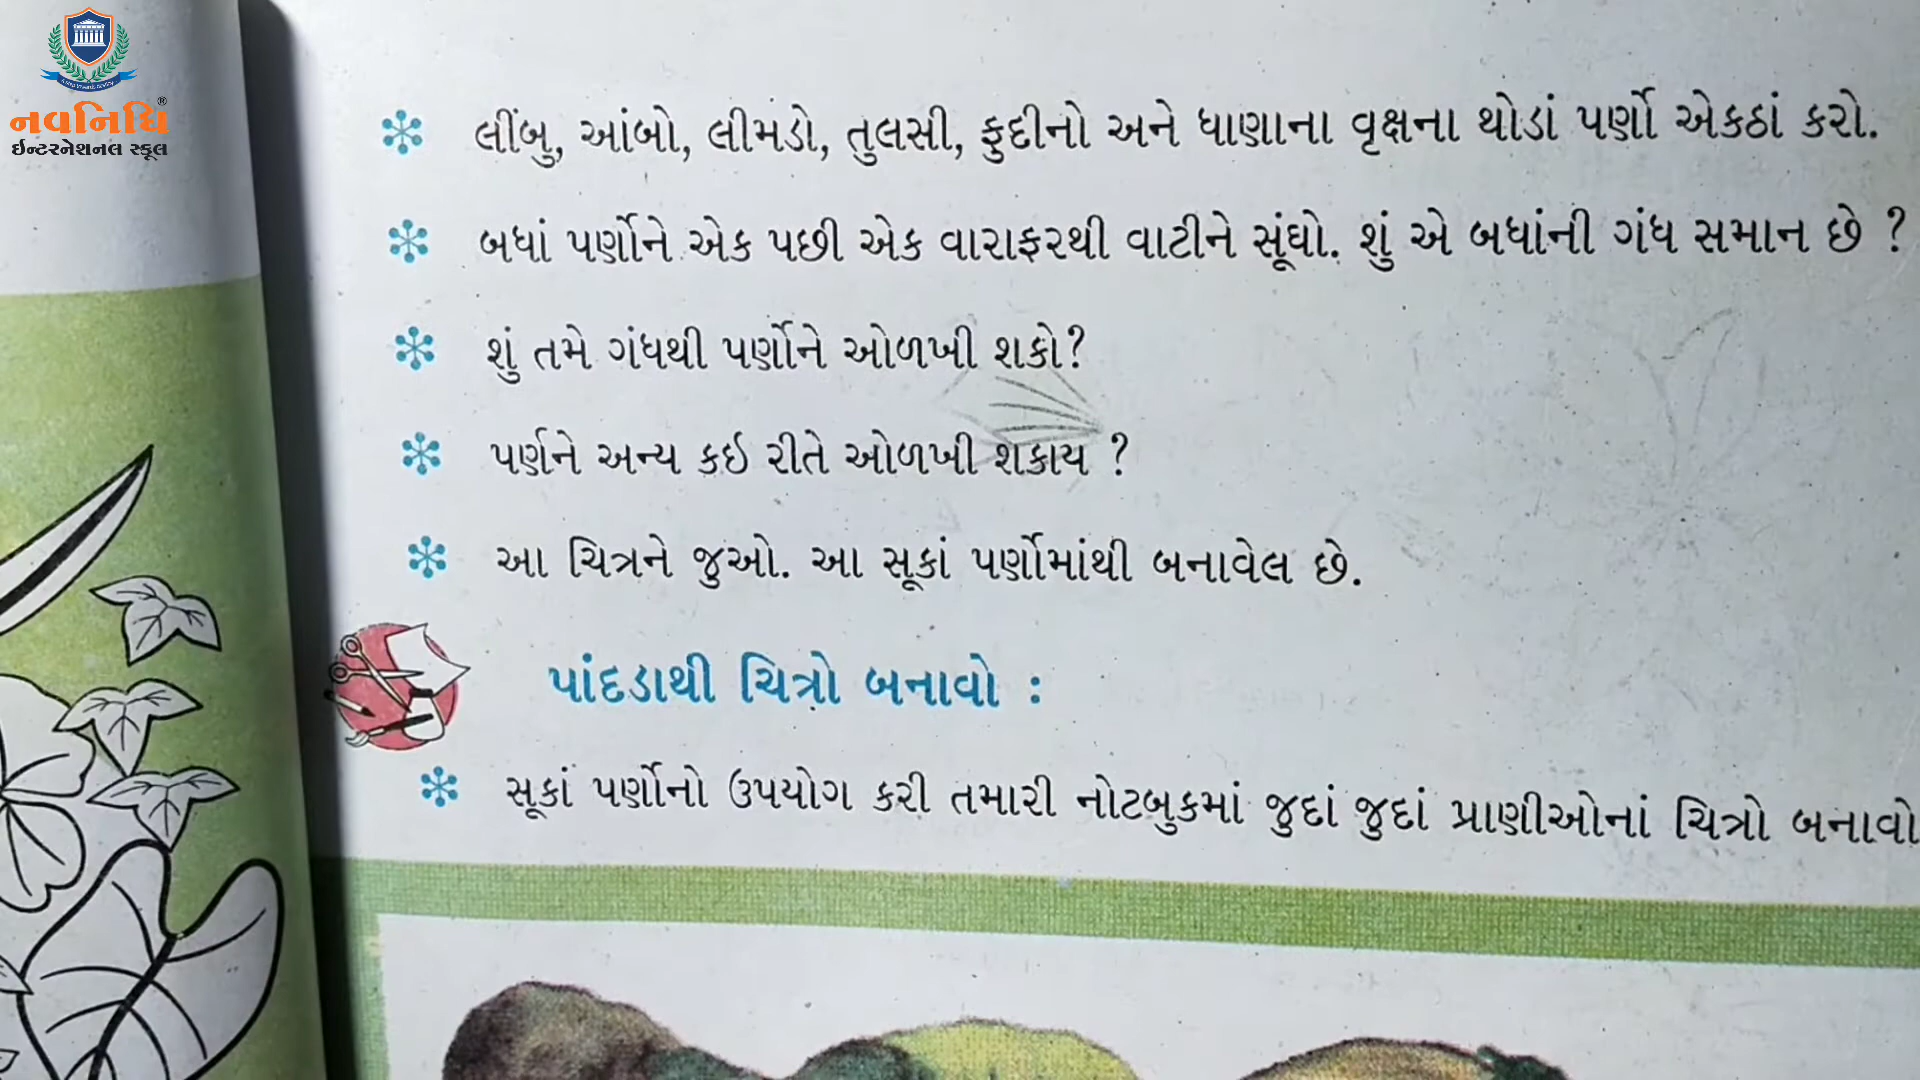 નવનિધિ®
ઈન્ટરનેશનલ સ્કૂલ
લીંબુ, આંબો, લીમડો, તુલસી, ફુદીનો અને ધાણાના વૃક્ષના થોડાં પર્ણો એકઠાં કરો.
બધાં પર્ણોને એક પછી એક વારાફરથી વાટીને સૂંઘો. શું એ બધાંની ગંધ સમાન છે ?
શું તમે ગંધથી પર્ણોને ઓળખી શકો?
પર્ણને અન્ય કઇ રીતે ઓળખી શકાય ?
આ ચિત્રને જુઓ. આ સૂકાં પર્ણોમાંથી બનાવેલ છે.
પાંદડાથી ચિત્રો બનાવો :
સૂકાં પર્ણોનો ઉપયોગ કરી તમારી નોટબુકમાં જુદાં જુદાં પ્રાણીઓનાં ચિત્રો બનાવો